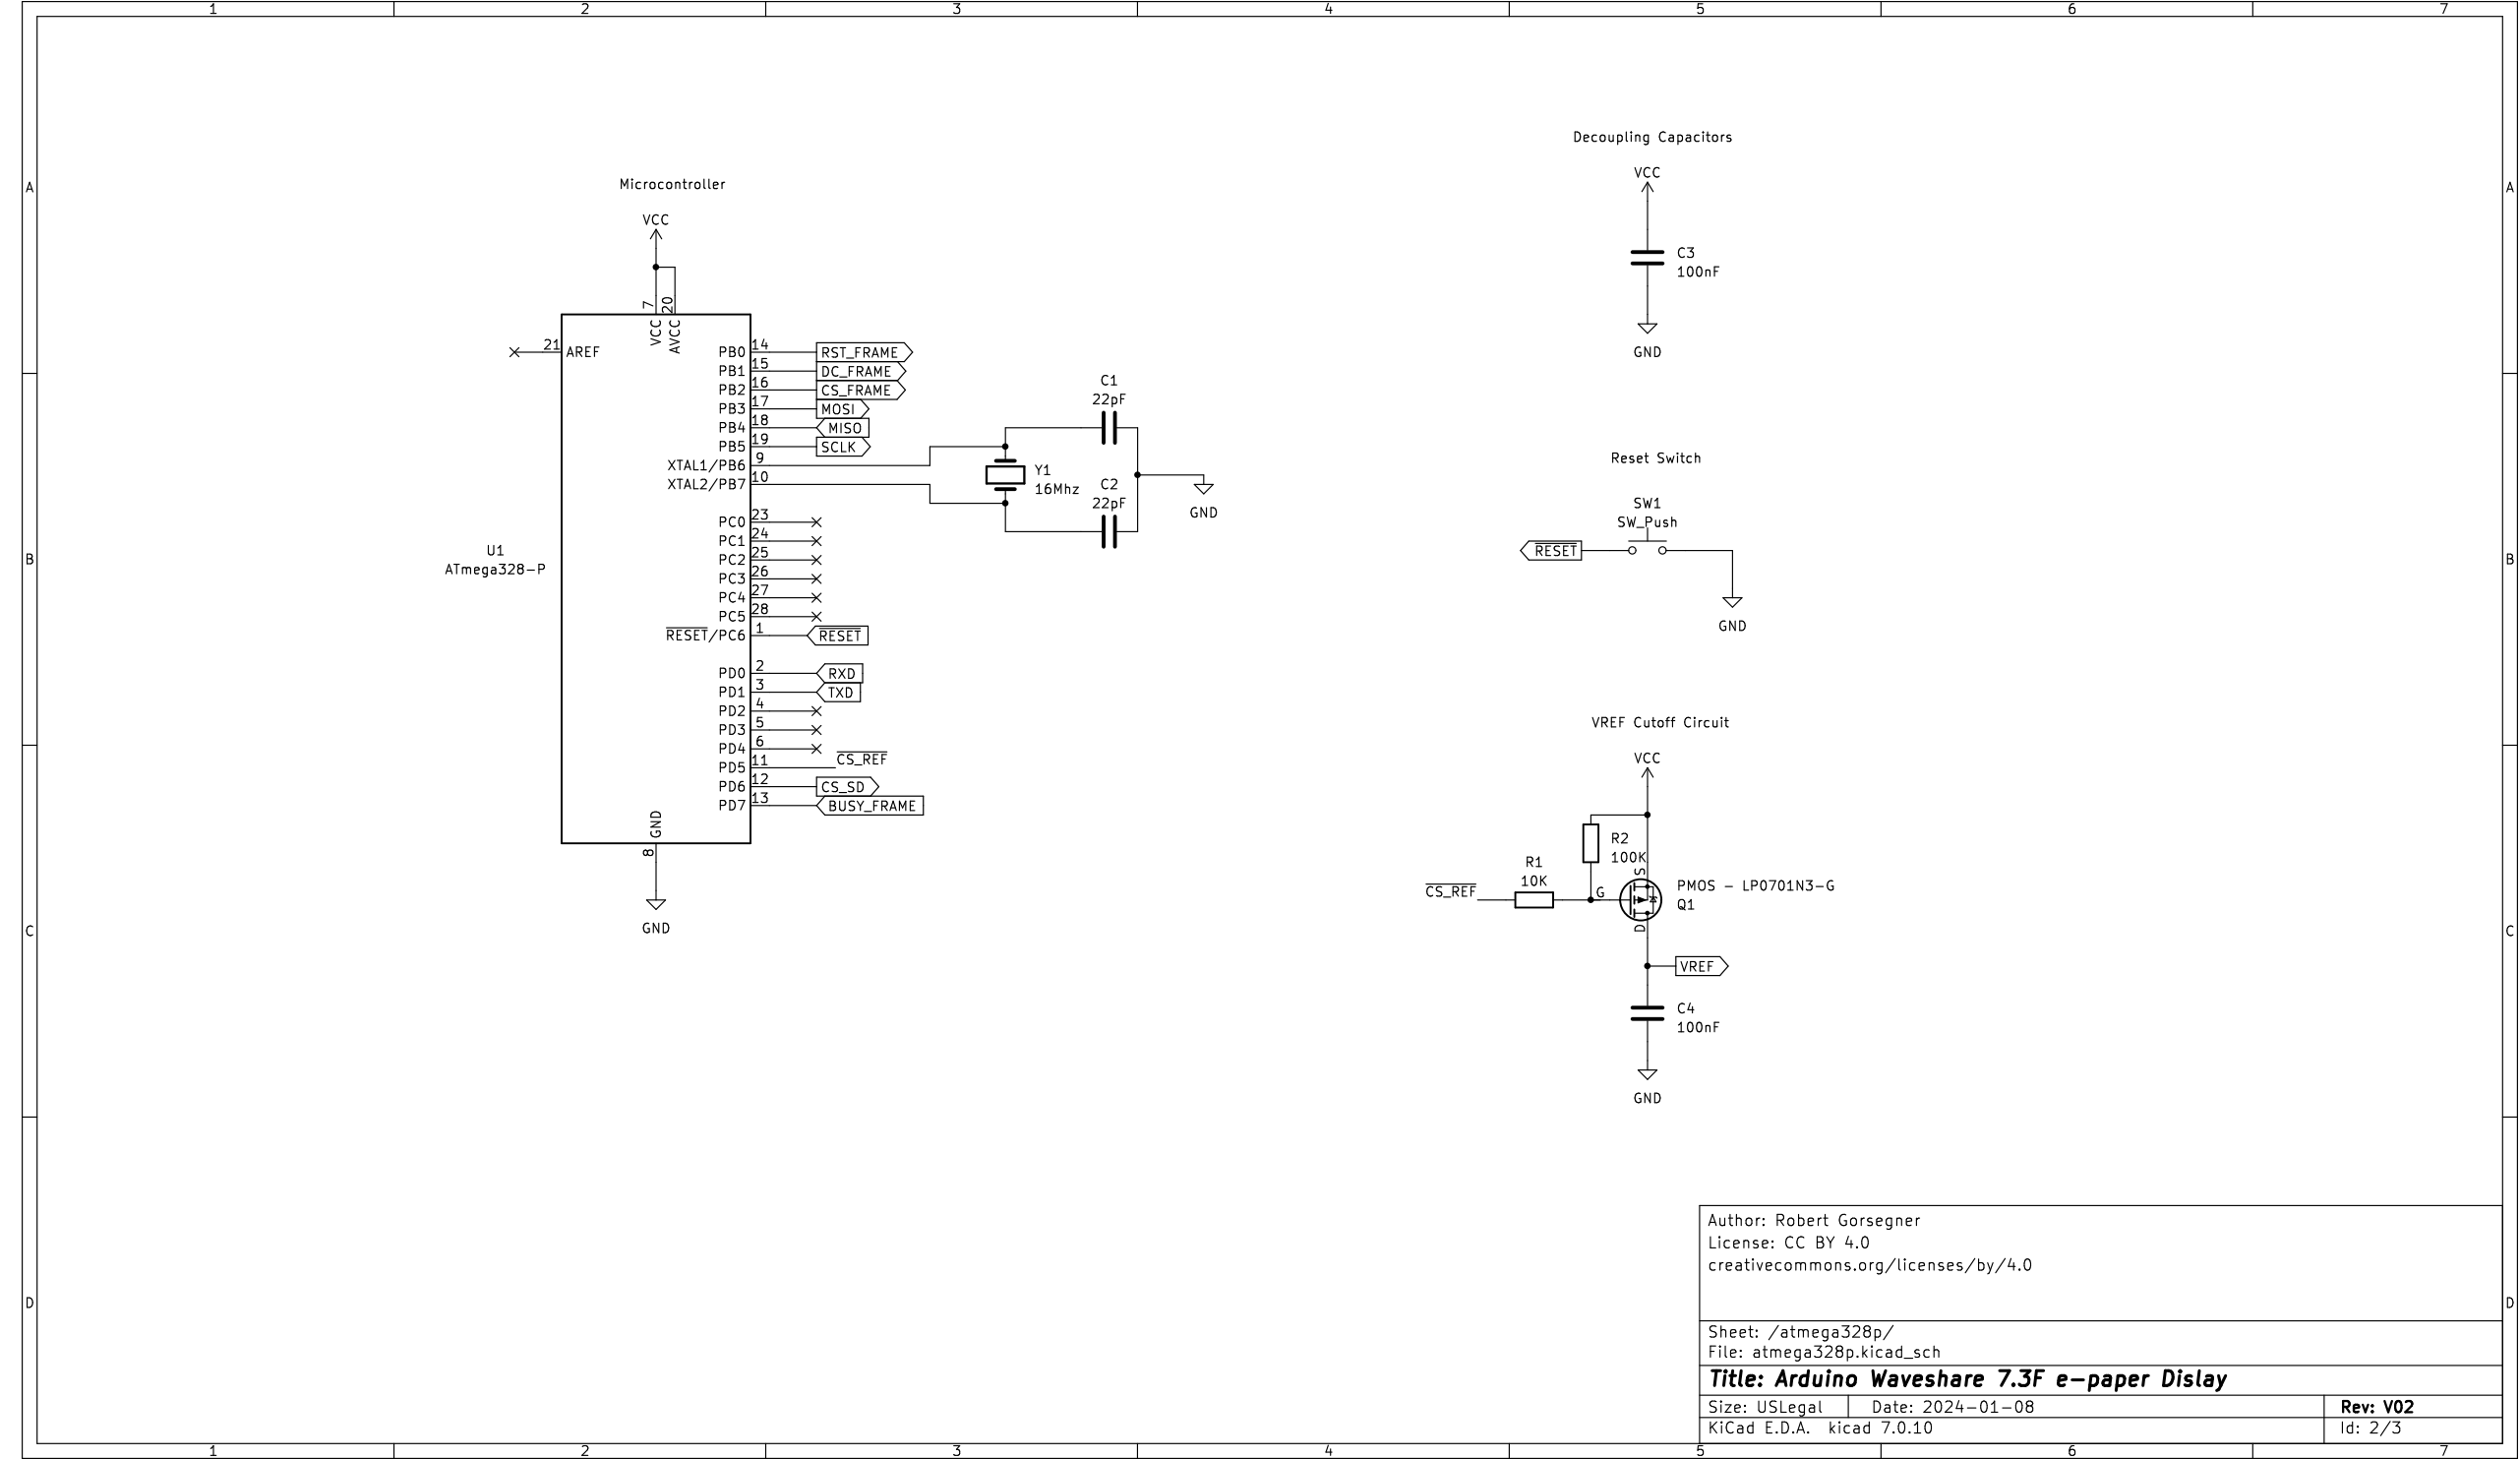 1 2 3 4 5 6 7
A
B
C
D
Microcontroller
VCC
7
20
VCC
AVCC
21
AREF
PB0 14 RST_FRAME
PB1 15 DC_FRAME
PB2 16 CS_FRAME
PB3 17 MOSI
PB4 18 MISO
PB5 19 SCLK
XTAL1/PB6 9
XTAL2/PB7 10
PC0 23
PC1 24
PC2 25
PC3 26
PC4 27
PC5 28
RESET/PC6 1 RESET
PD0 2 RXD
PD1 3 TXD
PD2 4
PD3 5
PD4 6
PD5 11 CS_REF
PD6 12 CS_SD
PD7 13 BUSY_FRAME
U1
ATmega328-P
GND
8
GND
C1
22pF
Y1
16Mhz
C2
22pF
GND
Decoupling Capacitors
VCC
C3
100nF
GND
Reset Switch
SW1
SW_Push
RESET
GND
VREF Cutoff Circuit
VCC
R2
100K
R1
10K
CS_REF
G
S
D
PMOS - LP0701N3-G
Q1
VREF
C4
100nF
GND
A
B
C
D
Author: Robert Gorsegner
License: CC BY 4.0
creativecommons.org/licenses/by/4.0
Sheet: /atmega328p/
File: atmega328p.kicad_sch
Title: Arduino Waveshare 7.3F e-paper Dislay
Size: USLegal Date: 2024-01-08 Rev: V02
KiCad E.D.A. kicad 7.0.10 Id: 2/3
1 2 3 4 5 6 7